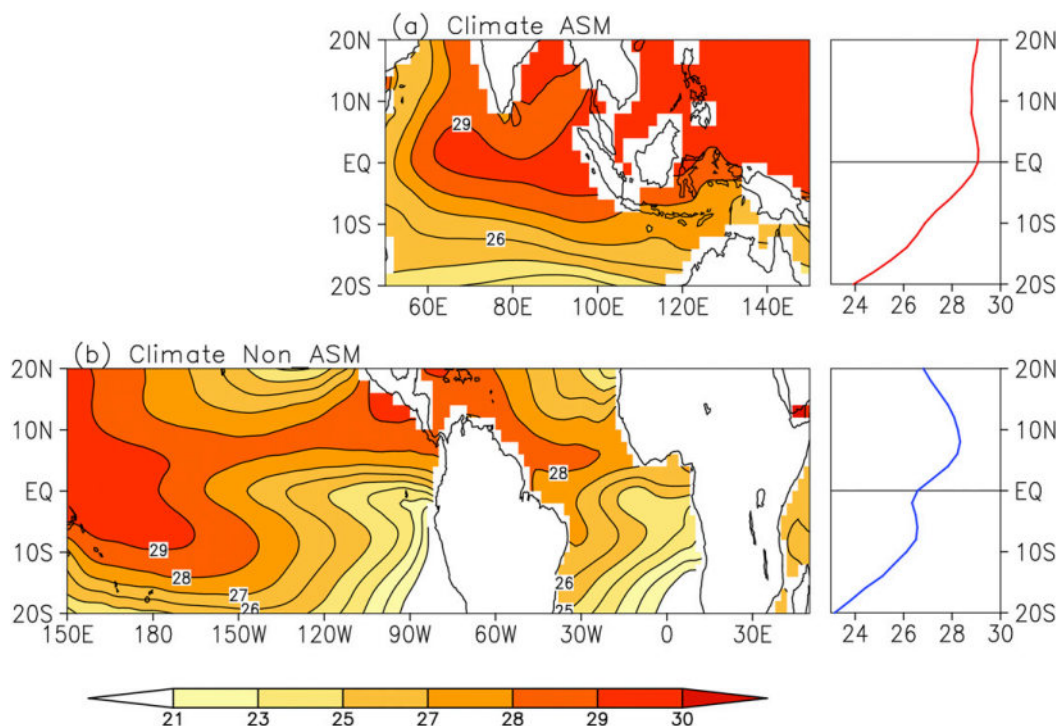 (a) Climate ASM
20N
10N
EQ
10S
20S
29
26
60E 80E 100E 120E 140E
20N
10N
EQ
10S
20S
24 26 28 30
(b) Climate Non ASM
20N
10N
EQ
10S
20S
28
29
28
27
26
26
25
150E 180 150W 120W 90W 60W 30W 0 30E
20N
10N
EQ
10S
20S
24 26 28 30
21 23 25 27 28 29 30